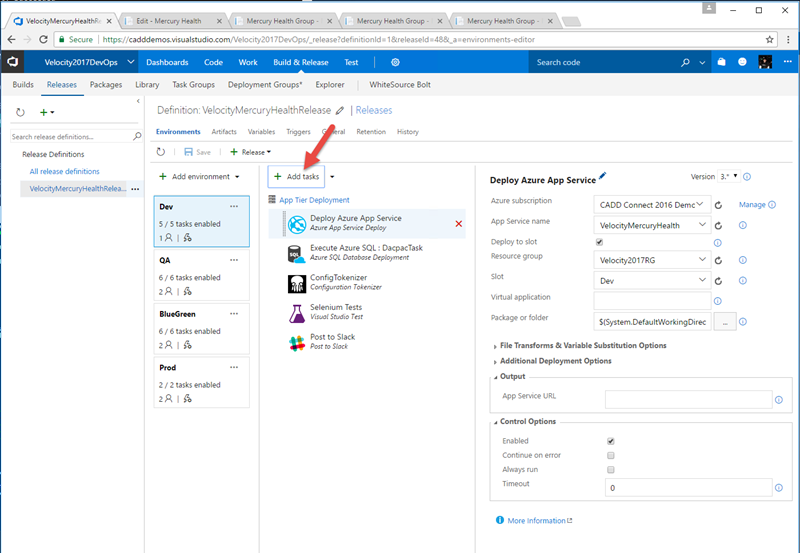 VelocityMercuryHealthRe
Edit - Mercury Health
Mercury Health Group -
Mercury Health Group -
Mercury Health Group -
Secure https://cadddemos.visualstudio.com/Velocity2017DevOps/_release?definitionId=1&releaseId=48&_a=environments-editor
Velocity2017DevOps Dashboards Code Work Build & Release Test Search code
Builds Releases Packages Library Task Groups Deployment Groups* Explorer WhiteSource Bolt
Search release definitions...
Release Definitions
All release definitions
VelocityMercuryHealthRelea...
Definition: VelocityMercuryHealthRelease | Releases
Environments Artifacts Variables Triggers General Retention History
Save Release
Add environment
Dev
5 / 5 tasks enabled
1
QA
6 / 6 tasks enabled
2
BlueGreen
6 / 6 tasks enabled
2
Prod
2 / 2 tasks enabled
2
Add tasks
App Tier Deployment
Deploy Azure App Service
Azure App Service Deploy
SQL
Execute Azure SQL : DacpacTask
Azure SQL Database Deployment
ConfigTokenizer
Configuration Tokenizer
Selenium Tests
Visual Studio Test
Post to Slack
Post to Slack
Deploy Azure App Service Version 3.*
Azure subscription CADD Connect 2016 Demo Manage
App Service name VelocityMercuryHealth
Deploy to slot
Resource group Velocity2017RG
Slot Dev
Virtual application
Package or folder $(System.DefaultWorkingDirec ...
File Transforms & Variable Substitution Options
Additional Deployment Options
Output
App Service URL
Control Options
Enabled
Continue on error
Always run
Timeout 0
More Information